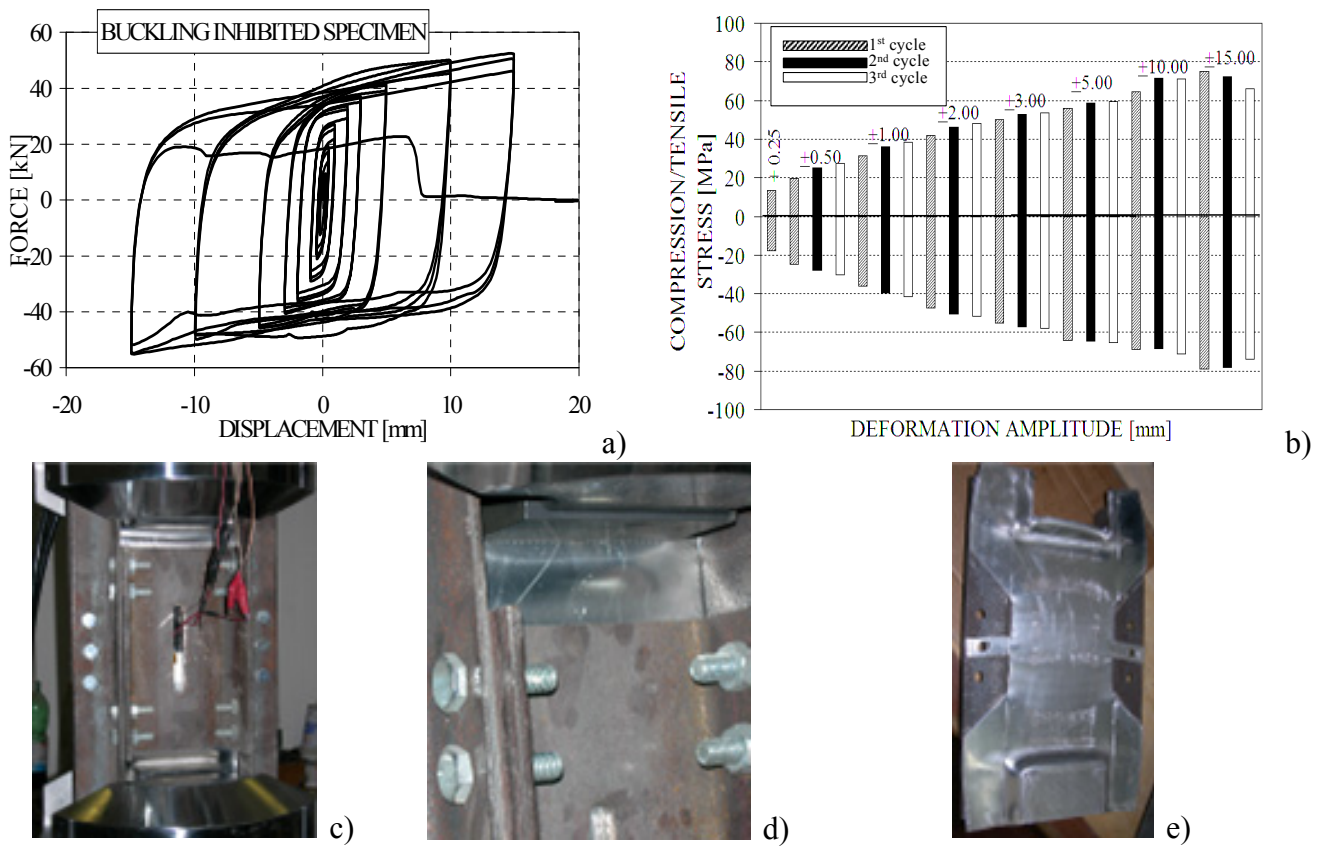 BUCKLING INHIBITED SPECIMEN
FORCE [kN]
60
40
20
0
-20
-40
-60
-20
-10
0
10
20
DISPLACEMENT [mm]
a)
COMPRESSION/TENSILE
STRESS [MPa]
100
80
60
40
20
0
-20
-40
-60
-80
-100
1st cycle
2nd cycle
3rd cycle
± 0.25
±0.50
±1.00
±2.00
±3.00
±5.00
±10.00
±15.00
DEFORMATION AMPLITUDE [mm]
b)
c)
d)
e)